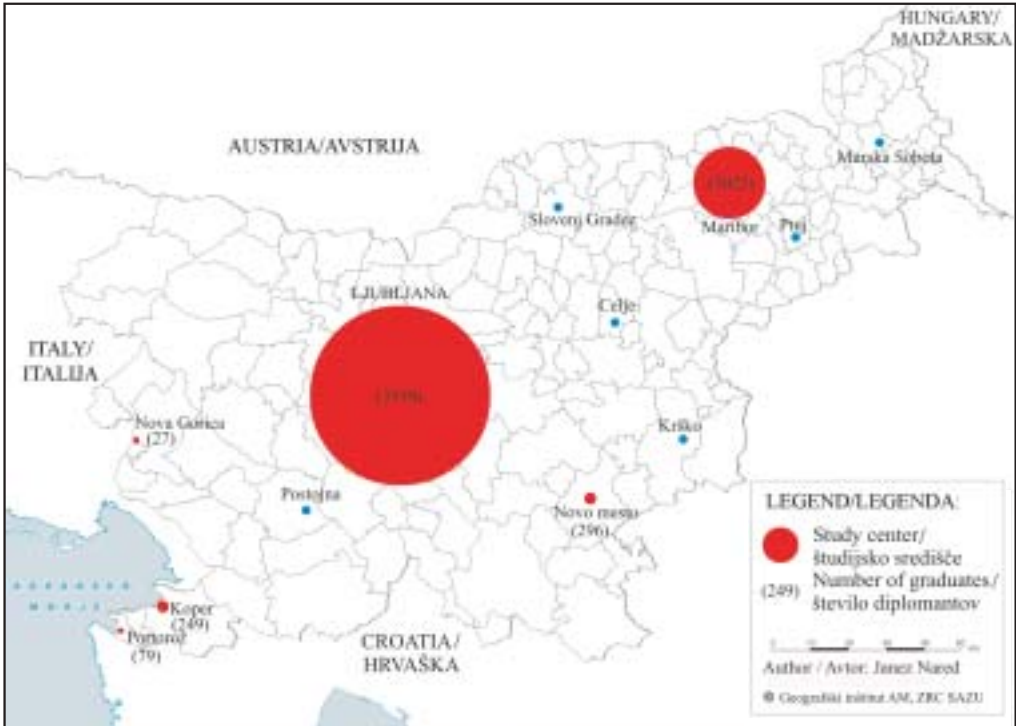 HUNGARY/
MADŽARSKA
AUSTRIA/AVSTRIJA
Murska Sobota
Slovenj Gradec
Maribor
Ptuj
LJUBLJANA
Celje
ITALY/
ITALIJA
Nova Gorica
(27)
Krško
Postojna
Novo mesto
(296)
Koper
(249)
Portorož
(79)
CROATIA/
HRVAŠKA
LEGEND/LEGENDA:
Study center/
študijsko središče
(249) Number of graduates/
število diplomantov
Author / Avtor: Janez Nared
© Geografski inštitut AM, ZRC SAZU